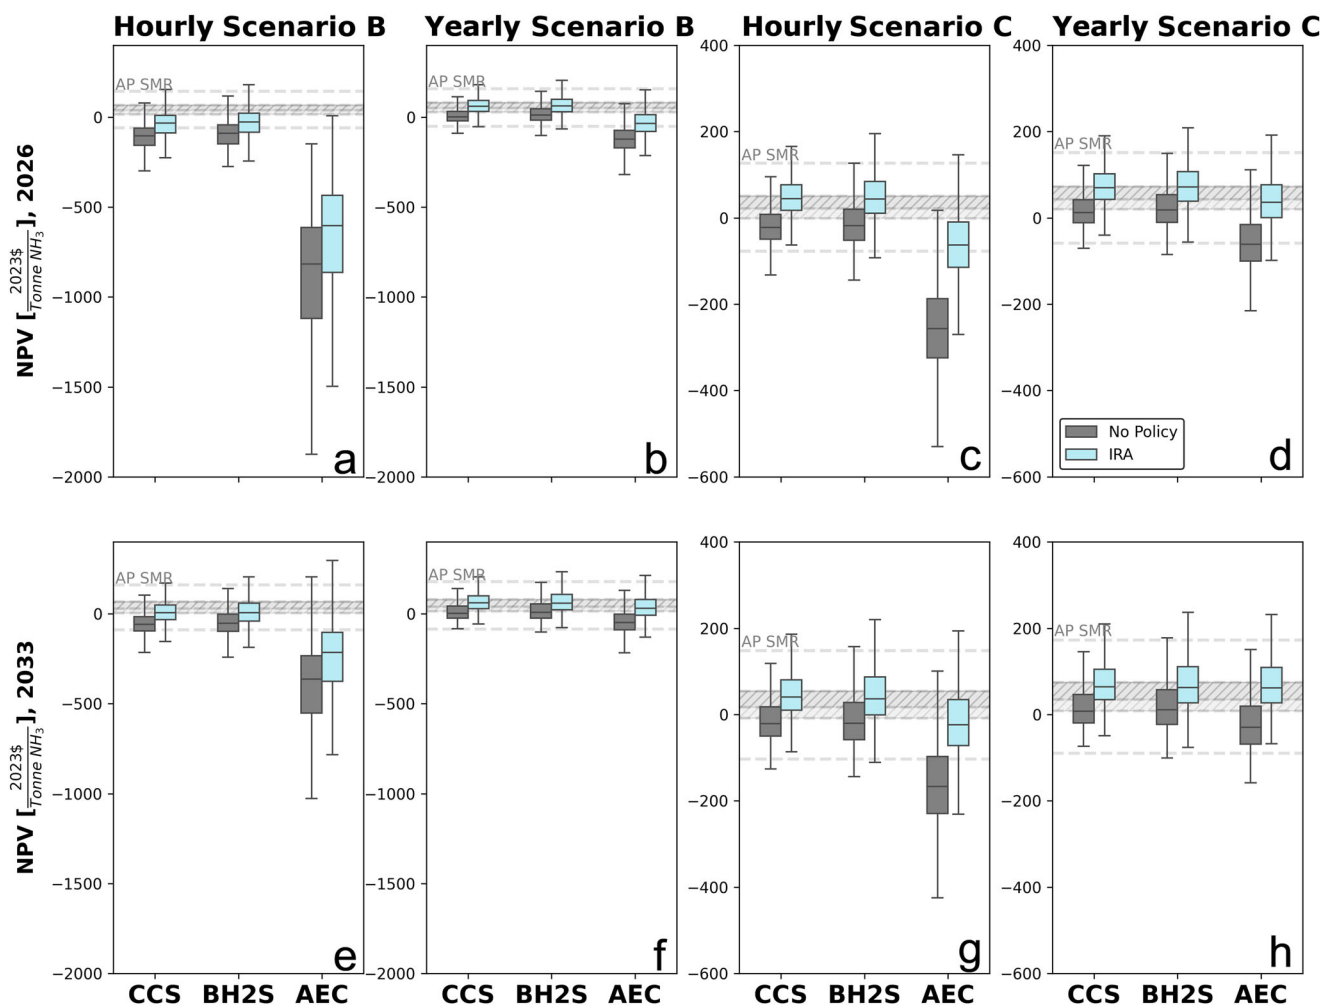 Hourly Scenario B
Yearly Scenario B
Hourly Scenario C
Yearly Scenario C
NPV [2023$ / Tonne NH₃], 2026
0
−500
−1000
−1500
−2000
AP SMR
a
0
−500
−1000
−1500
−2000
AP SMR
b
400
200
0
−200
−400
−600
AP SMR
c
400
200
0
−200
−400
−600
AP SMR
No Policy
IRA
d
NPV [2023$ / Tonne NH₃], 2033
0
−500
−1000
−1500
−2000
AP SMR
e
CCS BH2S AEC
0
−500
−1000
−1500
−2000
AP SMR
f
CCS BH2S AEC
400
200
0
−200
−400
−600
AP SMR
g
CCS BH2S AEC
400
200
0
−200
−400
−600
AP SMR
h
CCS BH2S AEC